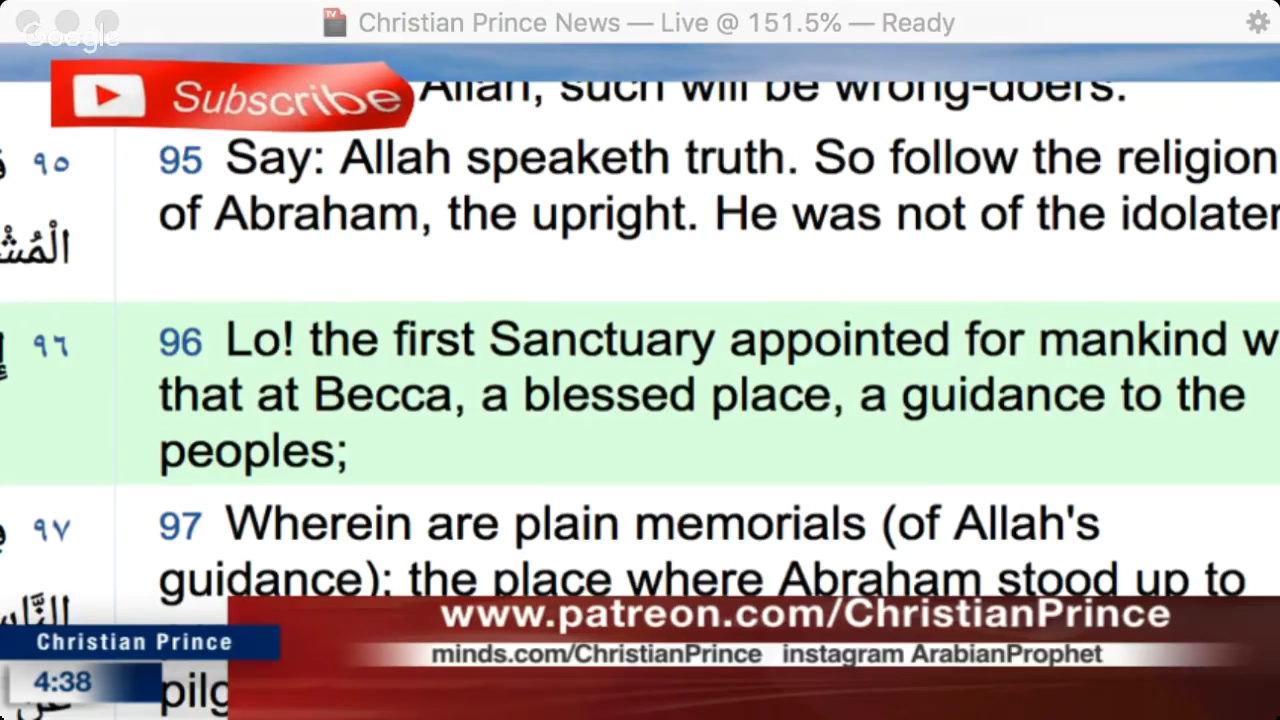 Christian Prince News — Live @ 151.5% — Ready
Google
Subscribe
Allah, such will be wrong-doers.
٩٥
95 Say: Allah speaketh truth. So follow the religion
of Abraham, the upright. He was not of the idolater
٩٦
96 Lo! the first Sanctuary appointed for mankind w
that at Becca, a blessed place, a guidance to the
peoples;
٩٧
97 Wherein are plain memorials (of Allah's
guidance); the place where Abraham stood up to
pilg
www.patreon.com/ChristianPrince
Christian Prince
minds.com/ChristianPrince instagram ArabianProphet
4:38